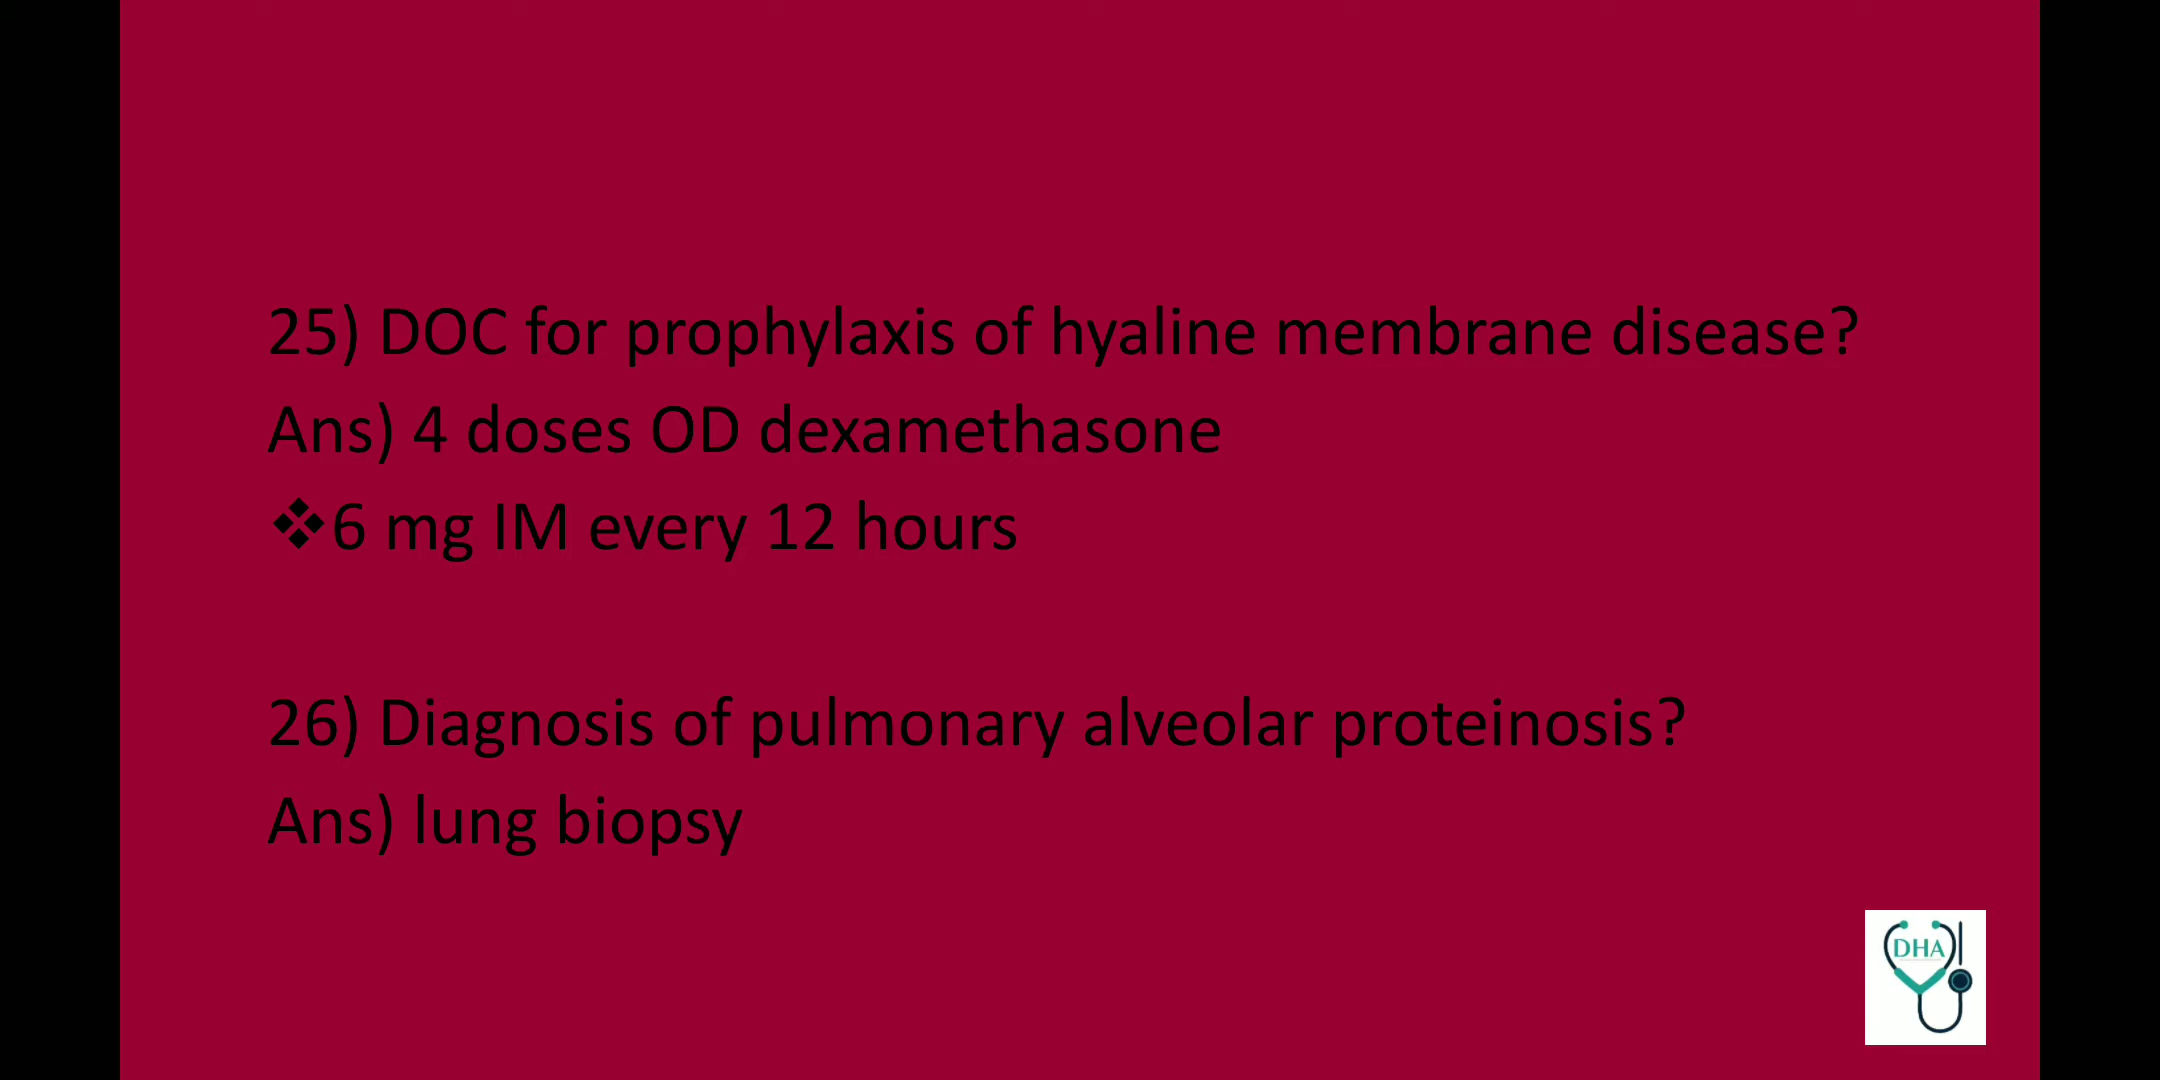 25) DOC for prophylaxis of hyaline membrane disease?
Ans) 4 doses OD dexamethasone
❖6 mg IM every 12 hours
26) Diagnosis of pulmonary alveolar proteinosis?
Ans) lung biopsy
DHA